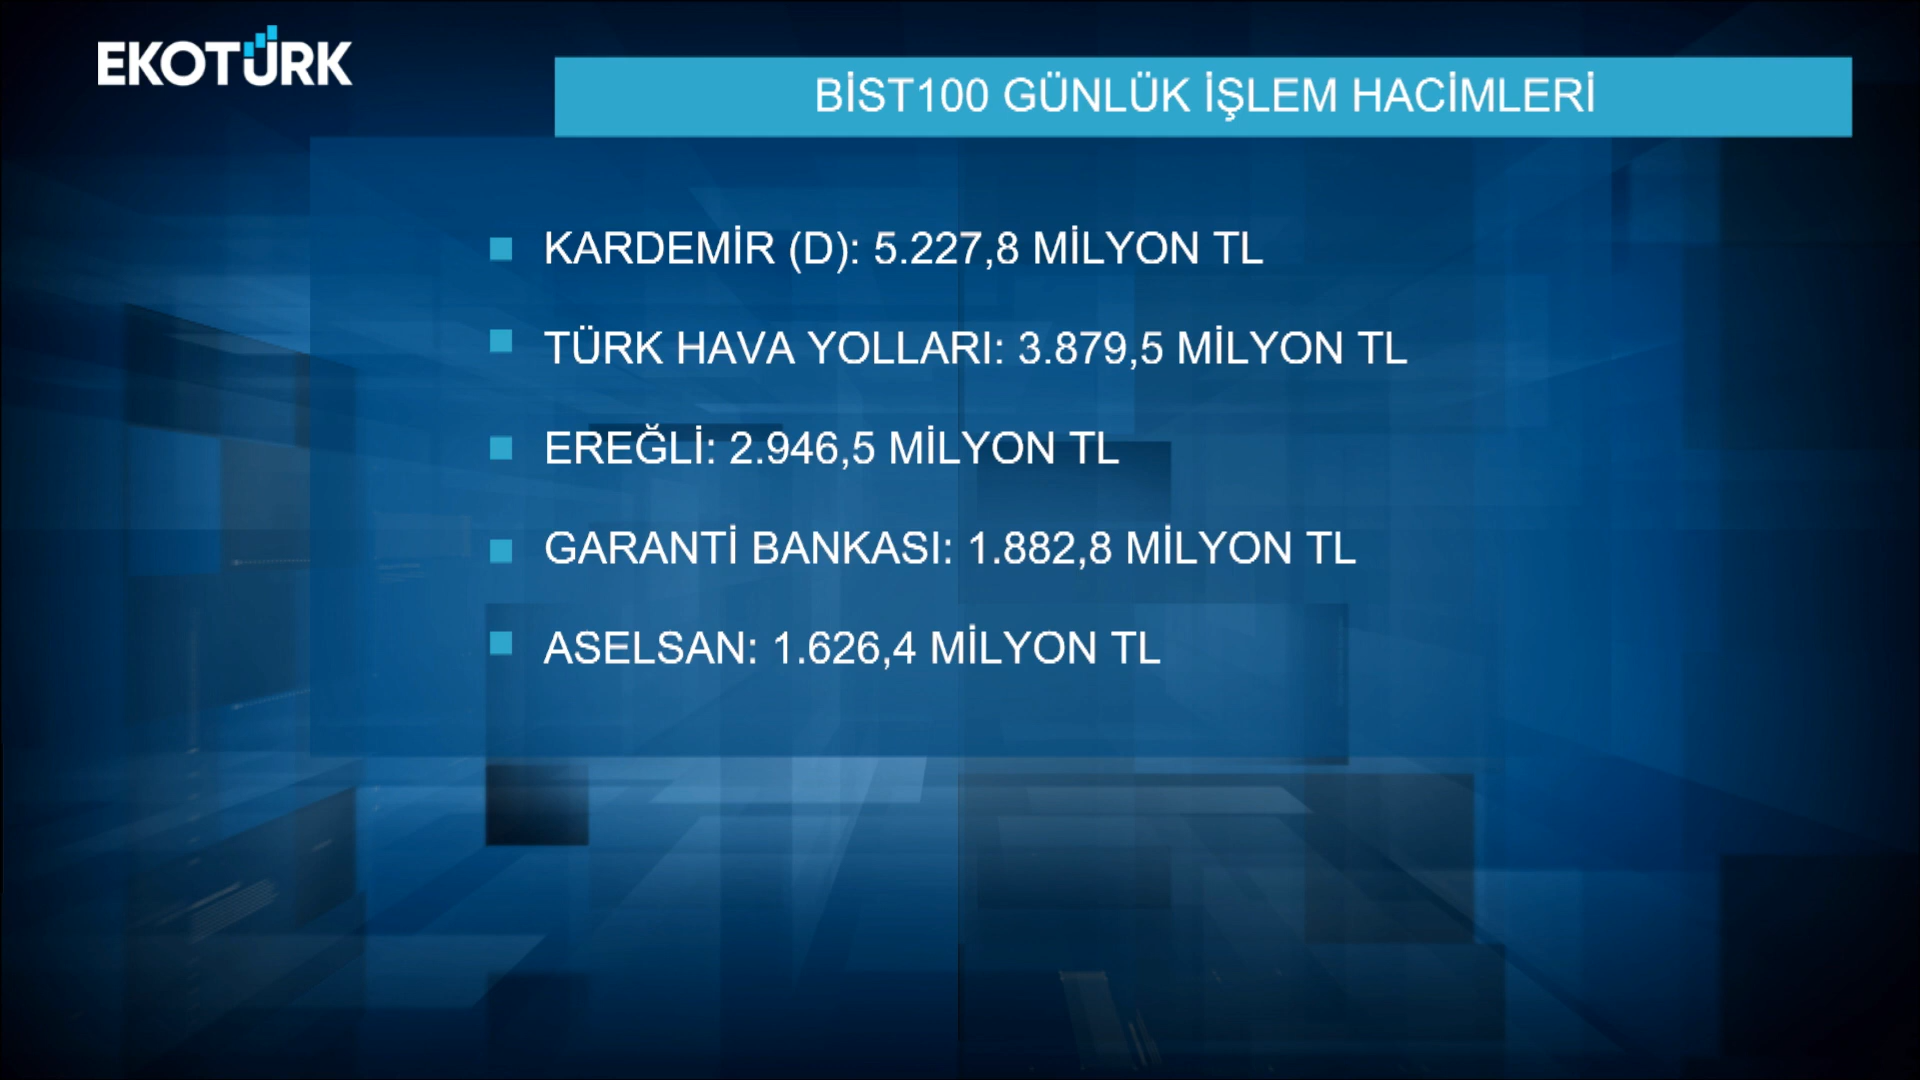 EKOTÜRK
BİST100 GÜNLÜK İŞLEM HACİMLERİ
KARDEMİR (D): 5.227,8 MİLYON TL
TÜRK HAVA YOLLARI: 3.879,5 MİLYON TL
EREĞLİ: 2.946,5 MİLYON TL
GARANTİ BANKASI: 1.882,8 MİLYON TL
ASELSAN: 1.626,4 MİLYON TL